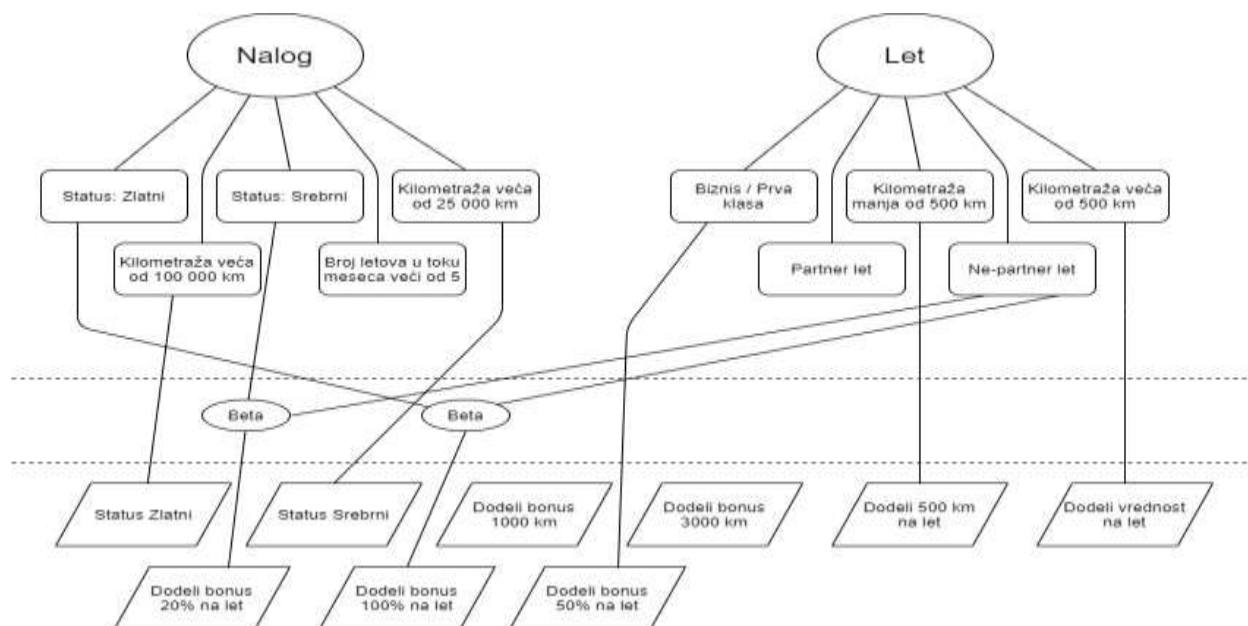 Nalog
Let
Status: Zlatni
Status: Srebrni
Kilometraža veća
od 25 000 km
Biznis / Prva
klasa
Kilometraža
manja od 500 km
Kilometraža veća
od 500 km
Kilometraža veća
od 100 000 km
Broj letova u toku
meseca veći od 5
Partner let
Ne-partner let
Beta
Beta
Status Zlatni
Status Srebrni
Dodeli bonus
1000 km
Dodeli bonus
3000 km
Dodeli 500 km
na let
Dodeli vrednost
na let
Dodeli bonus
20% na let
Dodeli bonus
100% na let
Dodeli bonus
50% na let